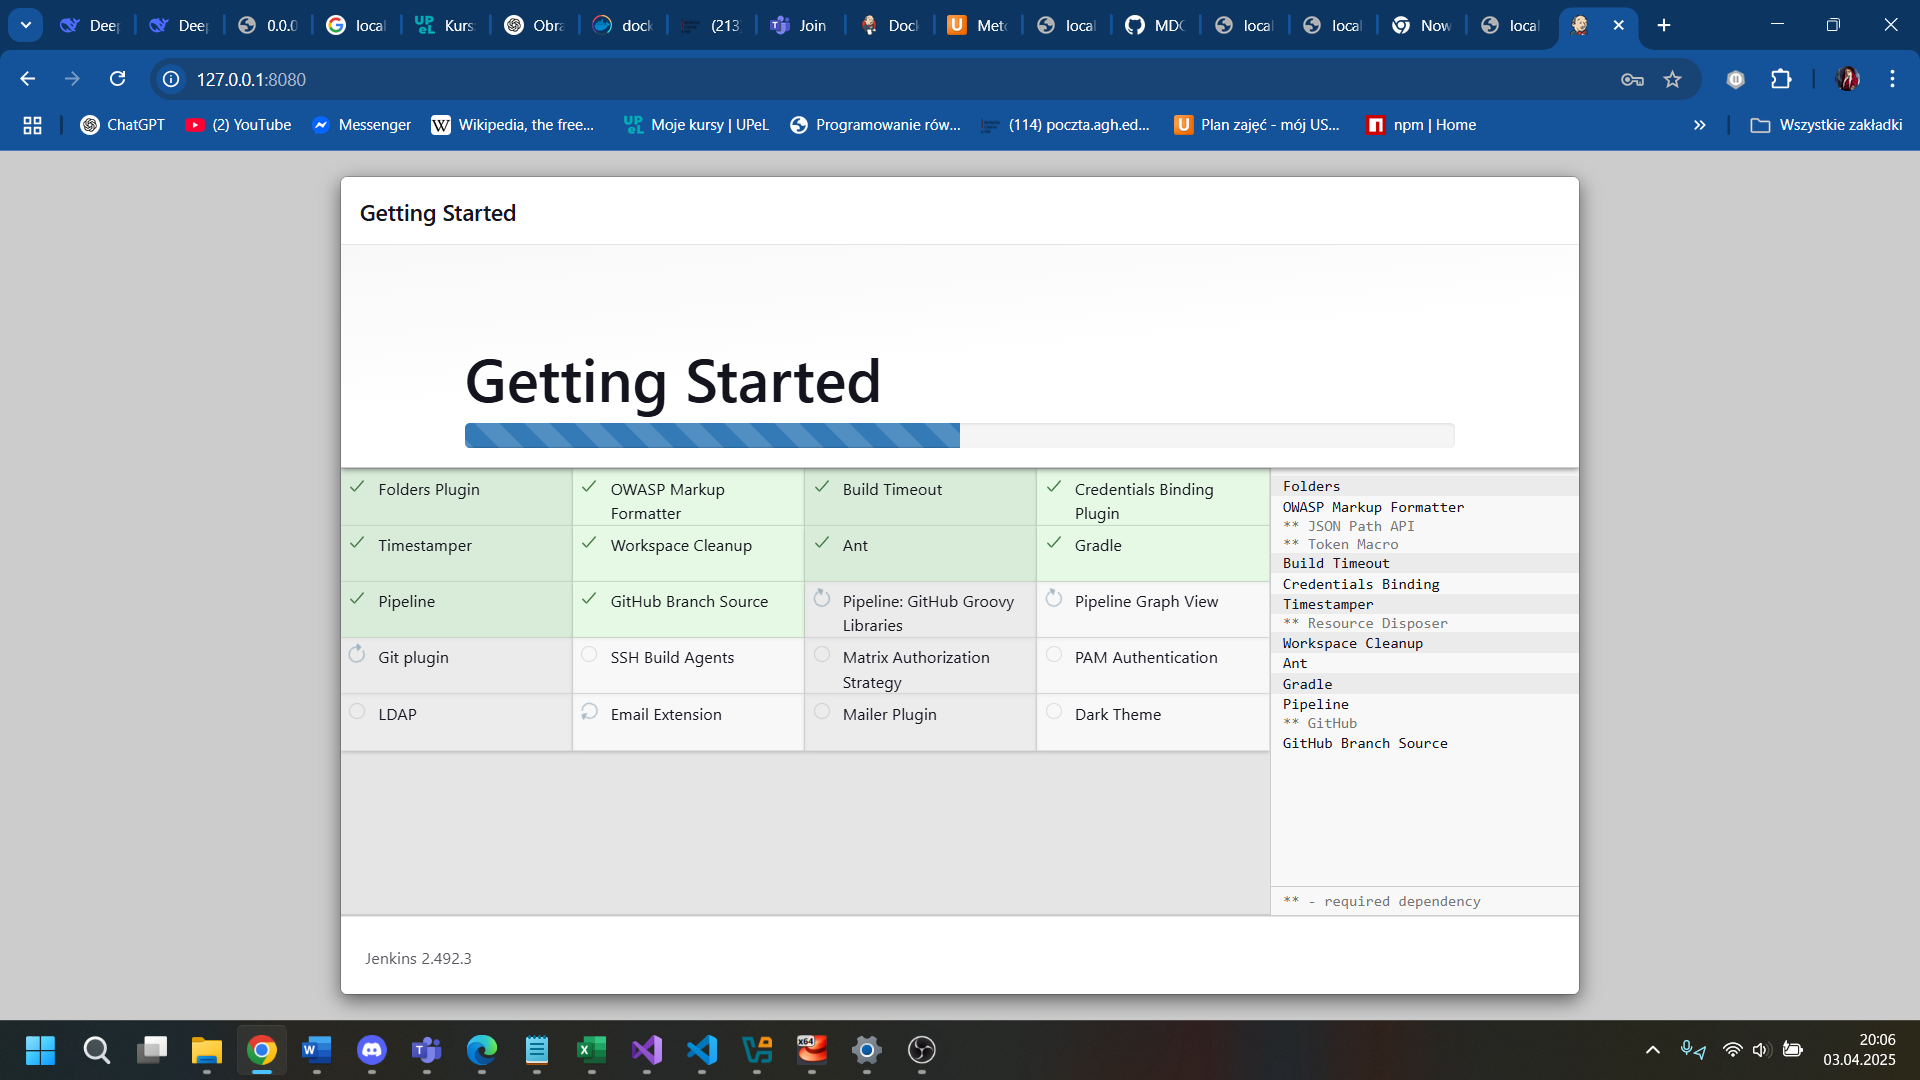 Deep
Deep
0.0.0
local
Kurs
Obra
dock
(213
Join
Dock
Meto
local
MDO
local
local
Now
local
127.0.0.1:8080
ChatGPT
(2) YouTube
Messenger
Wikipedia, the free...
Moje kursy | UPeL
Programowanie rów...
(114) poczta.agh.ed...
Plan zajęć - mój US...
npm | Home
Wszystkie zakładki
Getting Started
Getting Started
Folders Plugin
OWASP Markup
Formatter
Build Timeout
Credentials Binding
Plugin
Timestamper
Workspace Cleanup
Ant
Gradle
Pipeline
GitHub Branch Source
Pipeline: GitHub Groovy
Libraries
Pipeline Graph View
Git plugin
SSH Build Agents
Matrix Authorization
Strategy
PAM Authentication
LDAP
Email Extension
Mailer Plugin
Dark Theme
Folders
OWASP Markup Formatter
** JSON Path API
** Token Macro
Build Timeout
Credentials Binding
Timestamper
** Resource Disposer
Workspace Cleanup
Ant
Gradle
Pipeline
** GitHub
GitHub Branch Source
** - required dependency
Jenkins 2.492.3
20:06
03.04.2025